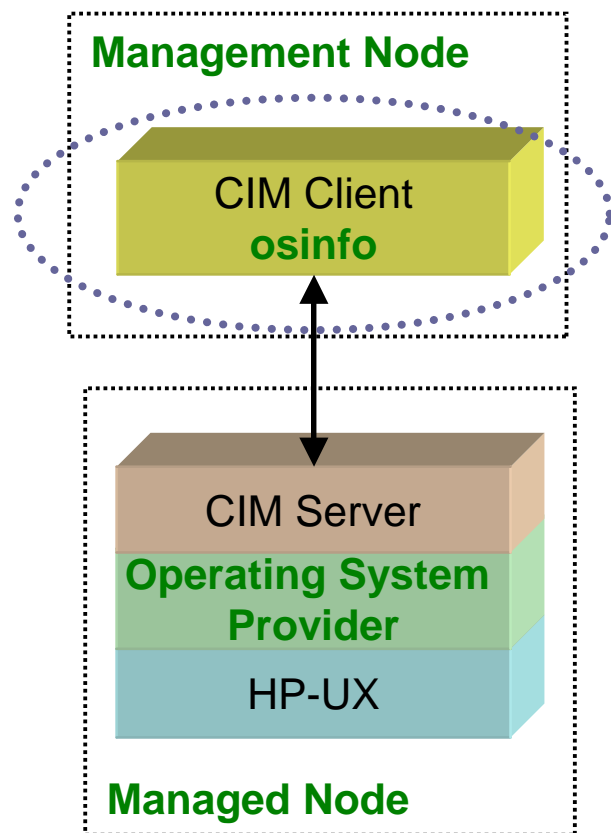 Management Node
CIM Client
osinfo
CIM Server
Operating System
Provider
HP-UX
Managed Node